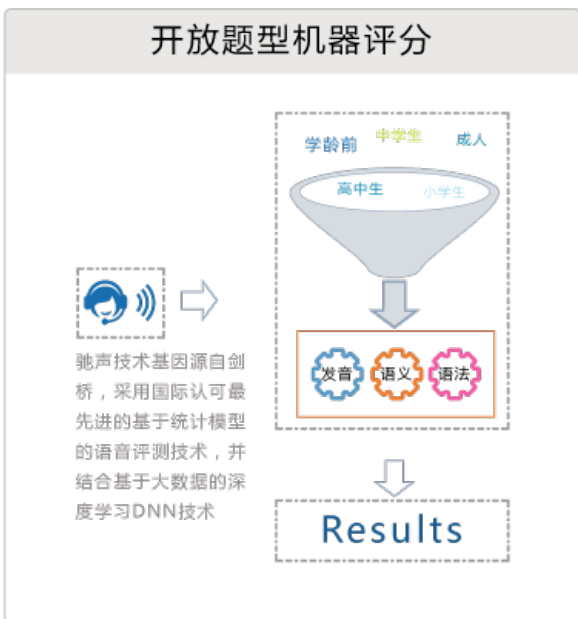 开放题型机器评分
学龄前 中学生 成人
高中生 小学生
发音 语义 语法
驰声技术基因源自剑
桥，采用国际认可最
先进的基于统计模型
的语音评测技术，并
结合基于大数据的深
度学习DNN技术
Results